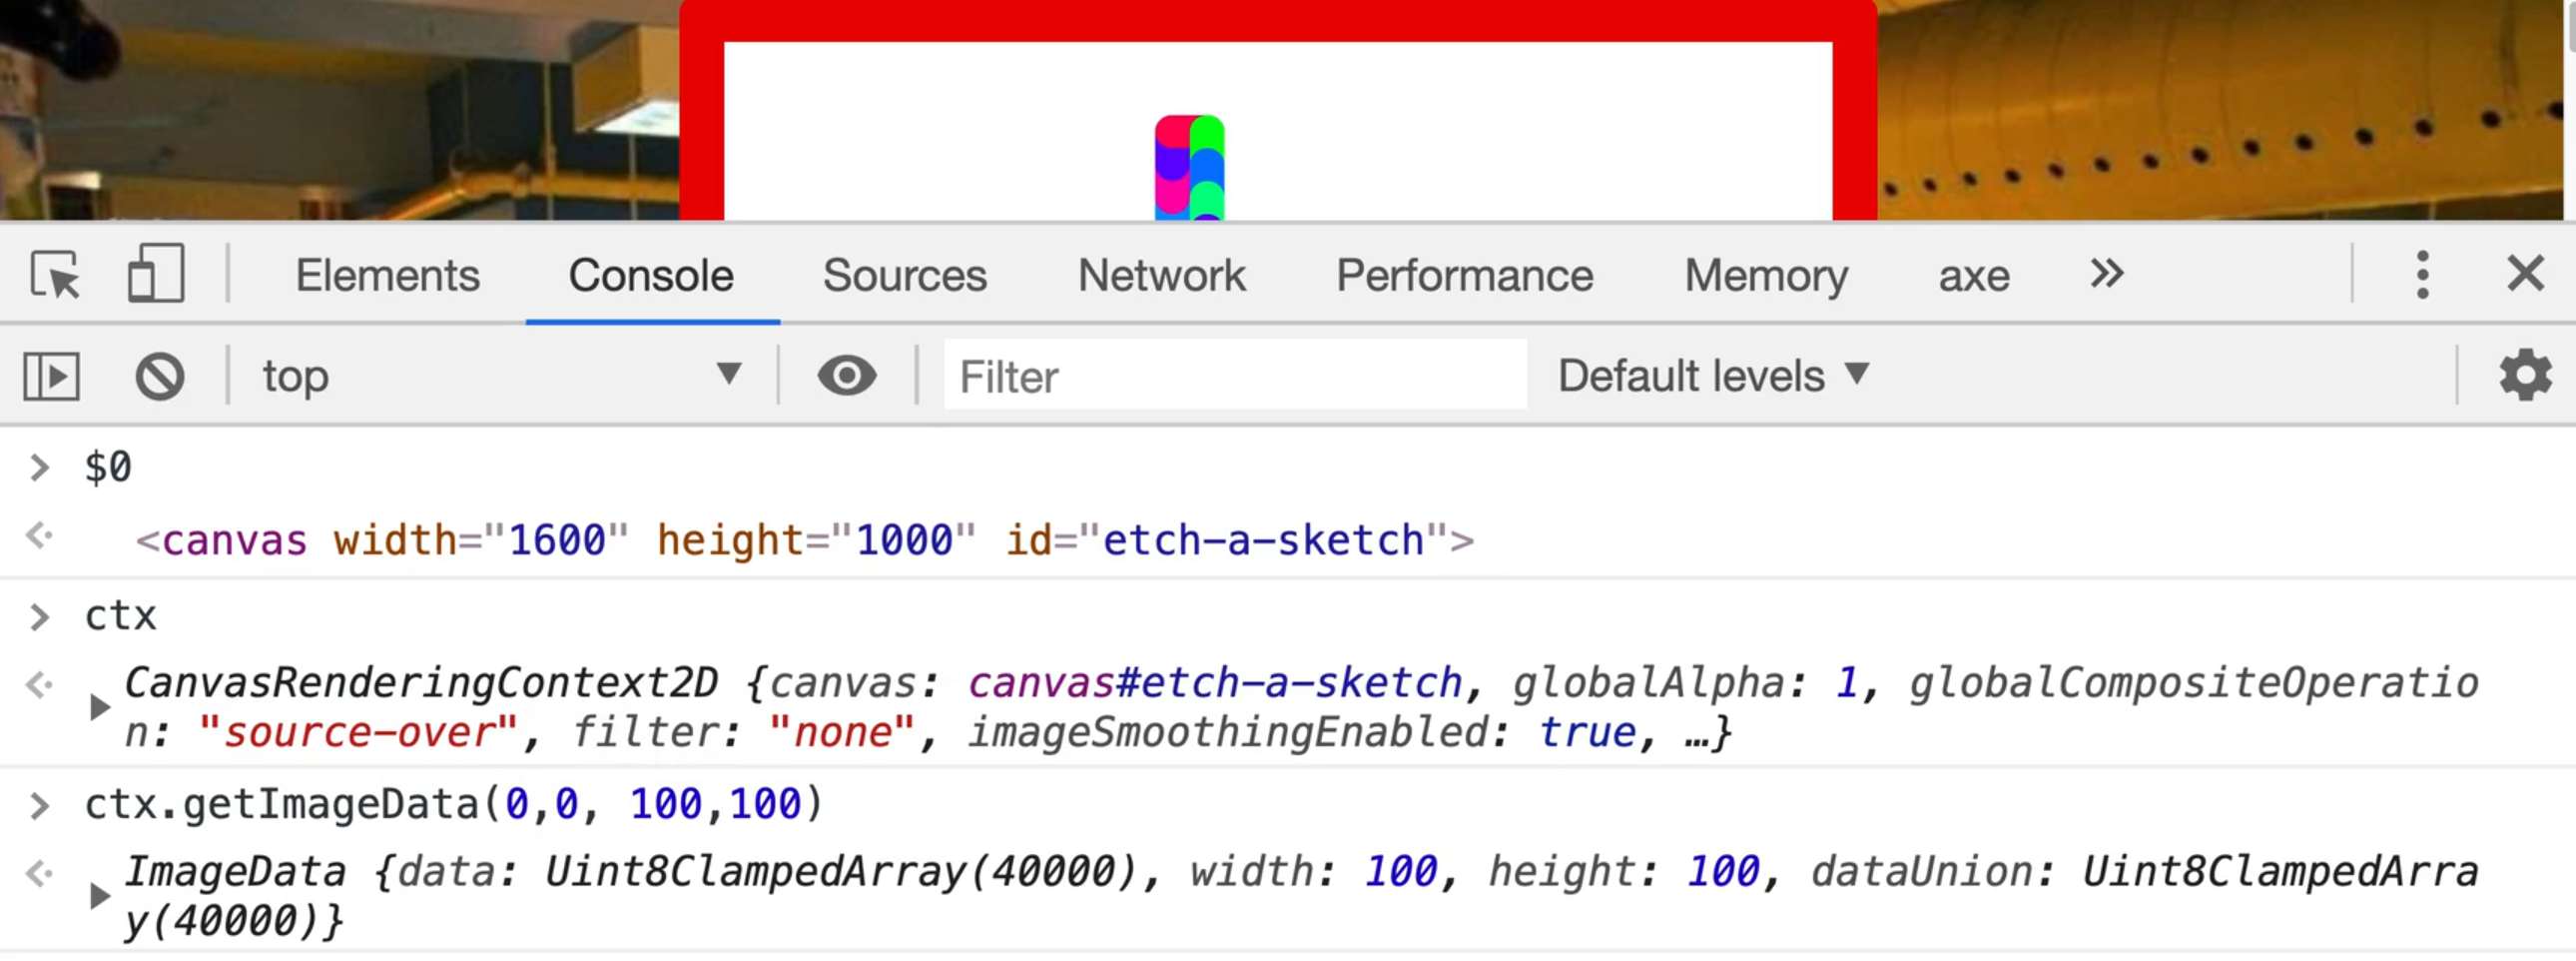 Elements Console Sources Network Performance Memory axe
top Filter Default levels
$0
<canvas width="1600" height="1000" id="etch-a-sketch">
ctx
CanvasRenderingContext2D {canvas: canvas#etch-a-sketch, globalAlpha: 1, globalCompositeOperatio
n: "source-over", filter: "none", imageSmoothingEnabled: true, …}
ctx.getImageData(0,0, 100,100)
ImageData {data: Uint8ClampedArray(40000), width: 100, height: 100, dataUnion: Uint8ClampedArra
y(40000)}